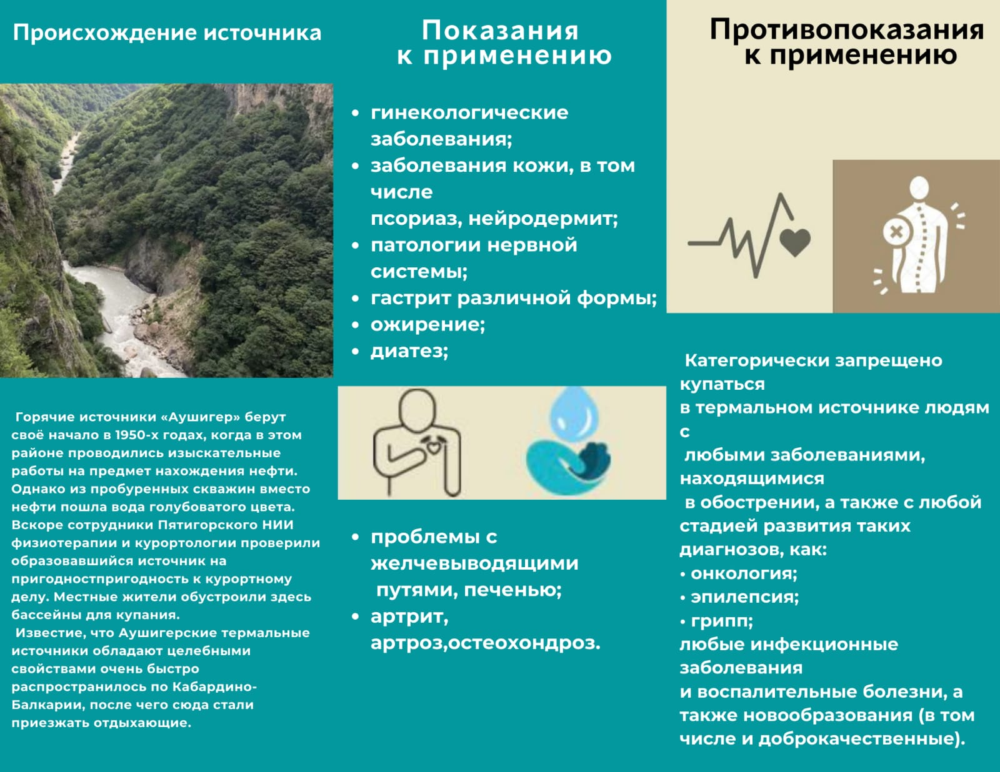 Происхождение источника
Горячие источники «Аушигер» берут
своё начало в 1950-х годах, когда в этом
районе проводились изыскательные
работы на предмет нахождения нефти.
Однако из пробуренных скважин вместо
нефти пошла вода голубоватого цвета.
Вскоре сотрудники Пятигорского НИИ
физиотерапии и курортологии проверили
образовавшийся источник на
пригодностпригодность к курортному
делу. Местные жители обустроили здесь
бассейны для купания.
Известие, что Аушигерские термальные
источники обладают целебными
свойствами очень быстро
распространилось по Кабардино-
Балкарии, после чего сюда стали
приезжать отдыхающие.
Показания
к применению
• гинекологические
заболевания;
• заболевания кожи, в том
числе
псориаз, нейродермит;
• патологии нервной
системы;
• гастрит различной формы;
• ожирение;
• диатез;
• проблемы с
желчевыводящими
путями, печенью;
• артрит,
артроз,остеохондроз.
Противопоказания
к применению
Категорически запрещено
купаться
в термальном источнике людям
с
любыми заболеваниями,
находящимися
в обострении, а также с любой
стадией развития таких
диагнозов, как:
• онкология;
• эпилепсия;
• грипп;
любые инфекционные
заболевания
и воспалительные болезни, а
также новообразования (в том
числе и доброкачественные).